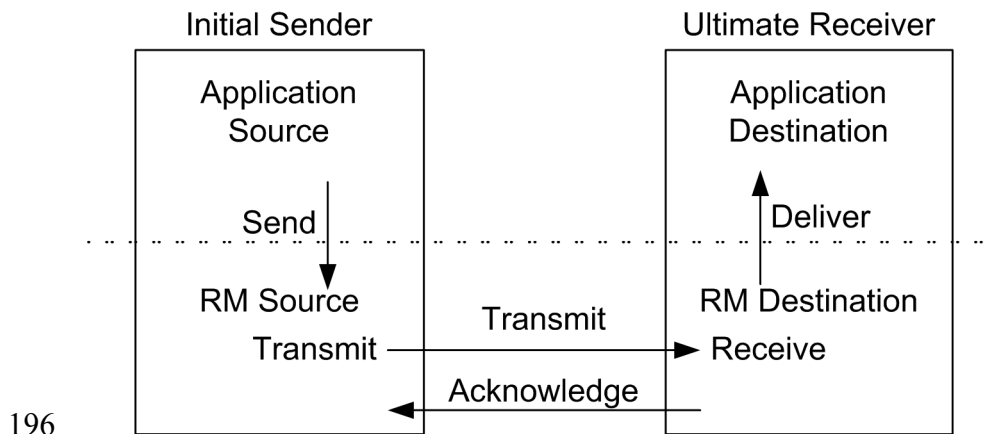 Initial Sender
Ultimate Receiver
Application
Source
Application
Destination
Send
Deliver
RM Source
RM Destination
Transmit
Transmit
Receive
Acknowledge
196